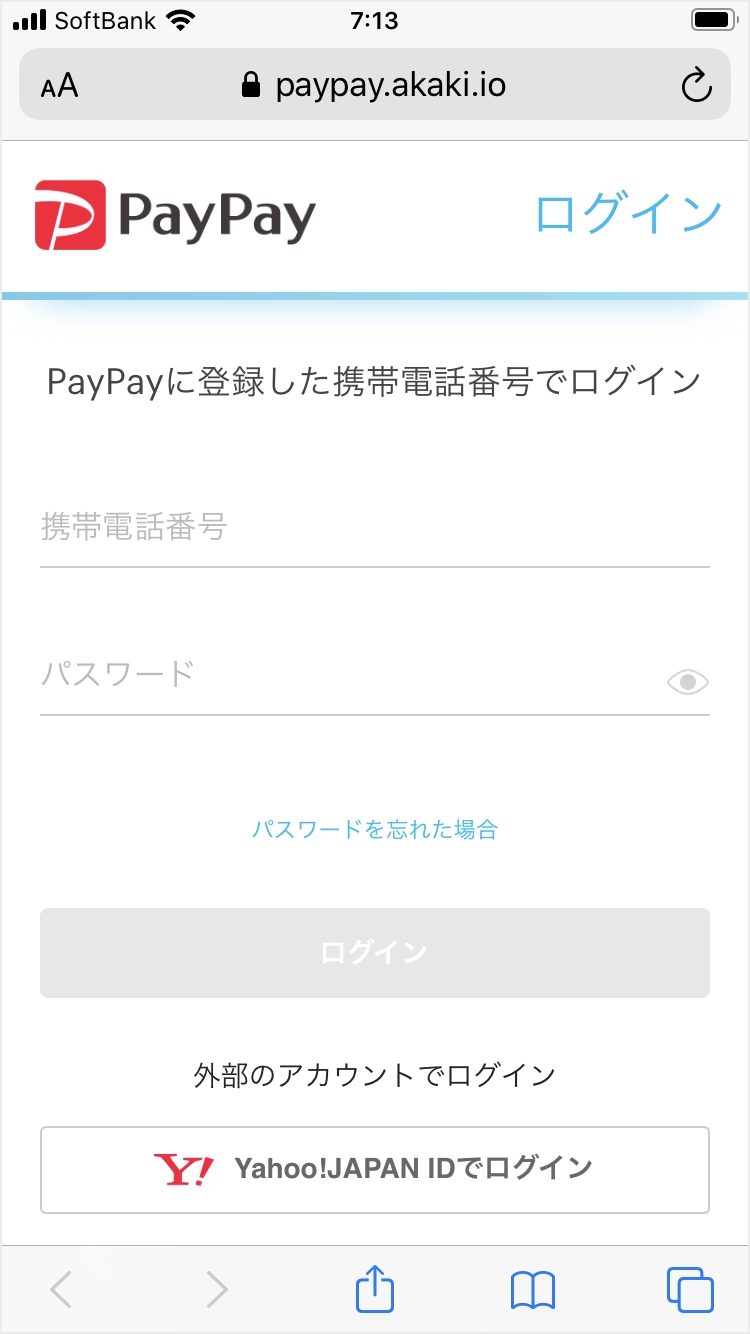 SoftBank 7:13
AA paypay.akaki.io
PayPay ログイン
PayPayに登録した携帯電話番号でログイン
携帯電話番号
パスワード
パスワードを忘れた場合
ログイン
外部のアカウントでログイン
Y! Yahoo!JAPAN IDでログイン